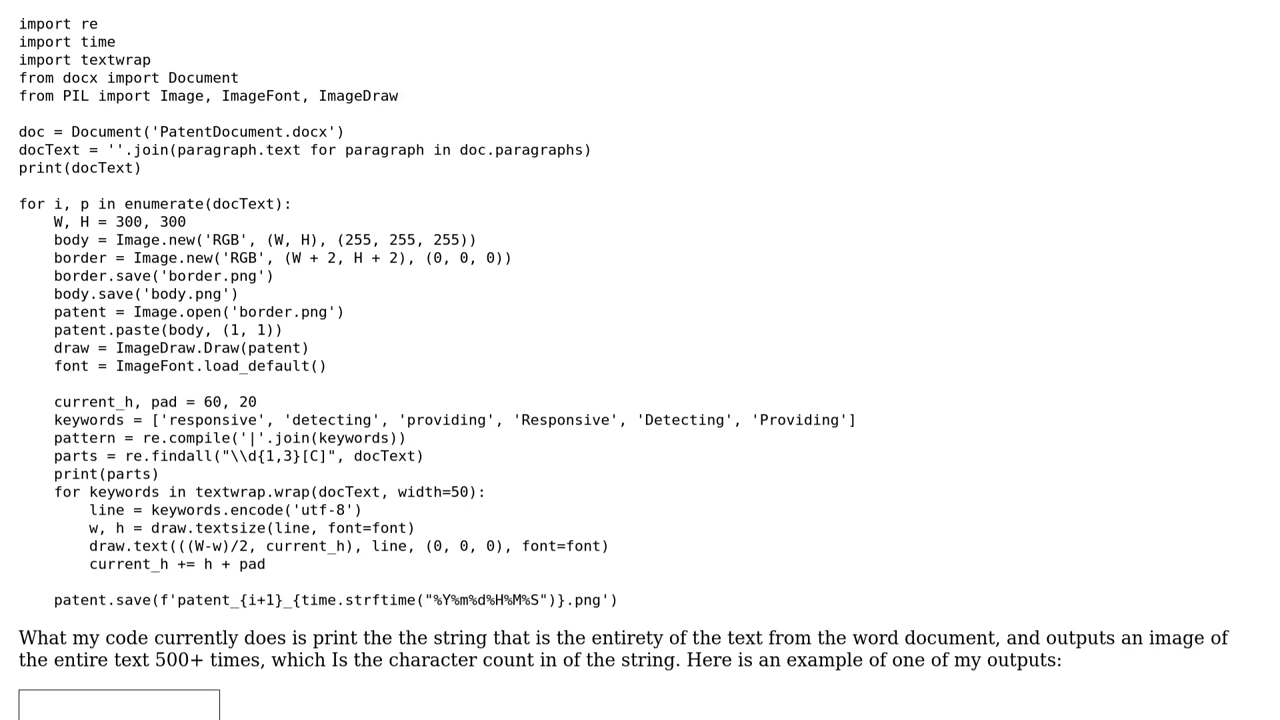 import re
import time
import textwrap
from docx import Document
from PIL import Image, ImageFont, ImageDraw

doc = Document('PatentDocument.docx')
docText = ''.join(paragraph.text for paragraph in doc.paragraphs)
print(docText)

for i, p in enumerate(docText):
    W, H = 300, 300
    body = Image.new('RGB', (W, H), (255, 255, 255))
    border = Image.new('RGB', (W + 2, H + 2), (0, 0, 0))
    border.save('border.png')
    body.save('body.png')
    patent = Image.open('border.png')
    patent.paste(body, (1, 1))
    draw = ImageDraw.Draw(patent)
    font = ImageFont.load_default()

    current_h, pad = 60, 20
    keywords = ['responsive', 'detecting', 'providing', 'Responsive', 'Detecting', 'Providing']
    pattern = re.compile('|'.join(keywords))
    parts = re.findall("\\d{1,3}[C]", docText)
    print(parts)
    for keywords in textwrap.wrap(docText, width=50):
        line = keywords.encode('utf-8')
        w, h = draw.textsize(line, font=font)
        draw.text(((W-w)/2, current_h), line, (0, 0, 0), font=font)
        current_h += h + pad

    patent.save(f'patent_{i+1}_{time.strftime("%Y%m%d%H%M%S")}.png')
What my code currently does is print the the string that is the entirety of the text from the word document, and outputs an image of
the entire text 500+ times, which Is the character count in of the string. Here is an example of one of my outputs: